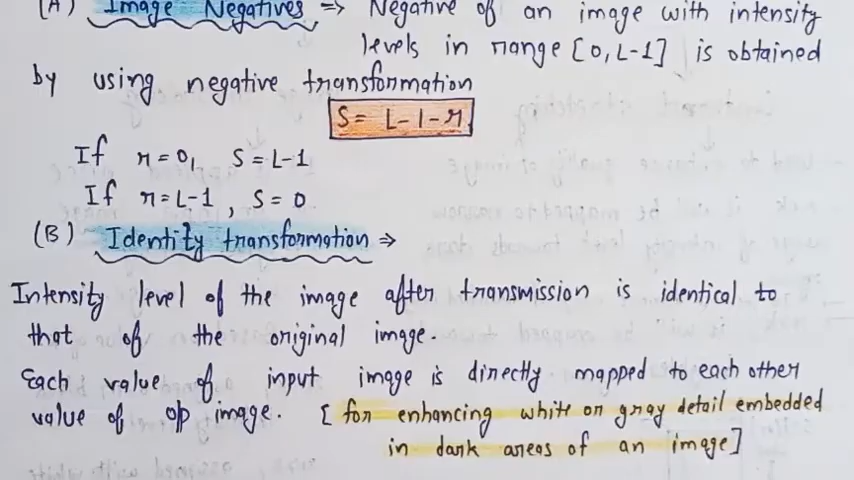 (A) Image Negatives => Negative of an image with intensity
levels in range [0, L-1] is obtained
by using negative transformation
S = L-1-r
If r=0, S=L-1
If r=L-1, S=0
(B) Identity transformation =>
Intensity level of the image after transmission is identical to
that of the original image.
Each value of input image is directly mapped to each other
value of op image. [for enhancing white or gray detail embedded
in dark areas of an image]